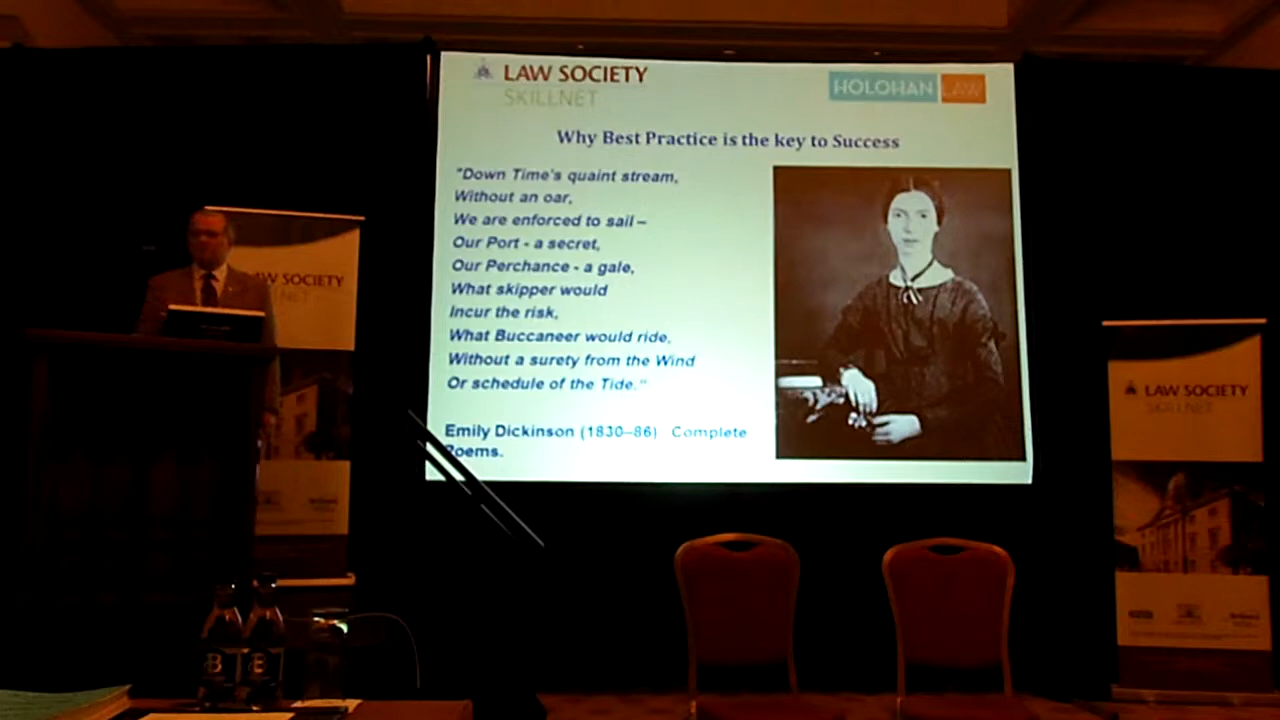 LAW SOCIETY
SKILLNET
HOLOHAN LAW
Why Best Practice is the key to Success
"Down Time's quaint stream,
Without an oar,
We are enforced to sail –
Our Port - a secret,
Our Perchance - a gale,
What skipper would
Incur the risk,
What Buccaneer would ride,
Without a surety from the Wind
Or schedule of the Tide."
Emily Dickinson (1830–86) Complete
Poems.
LAW SOCIETY
LAW SOCIETY
SKILLNET
B
B